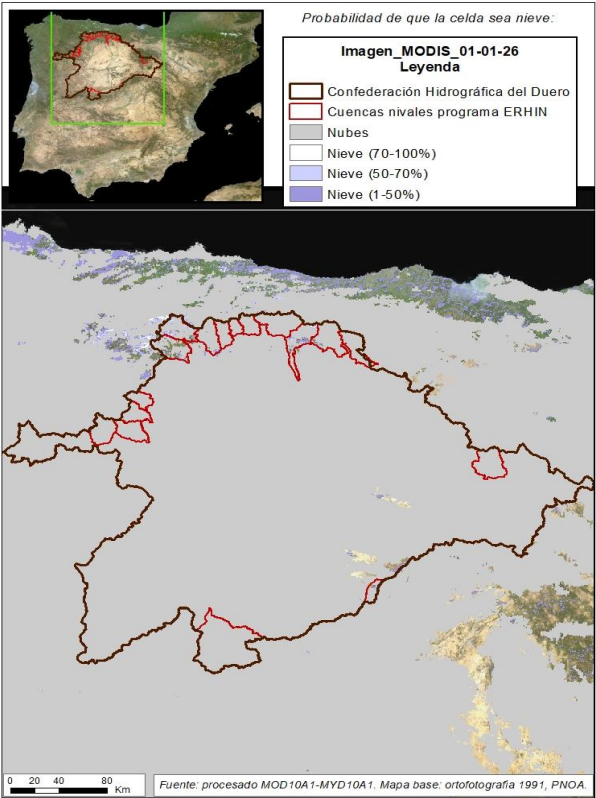 Probabilidad de que la celda sea nieve:
Imagen_MODIS_01-01-26
Leyenda
Confederación Hidrográfica del Duero
Cuencas nivales programa ERHIN
Nubes
Nieve (70-100%)
Nieve (50-70%)
Nieve (1-50%)
0 20 40 80
Km
Fuente: procesado MOD10A1-MYD10A1. Mapa base: ortofotografia 1991, PNOA.